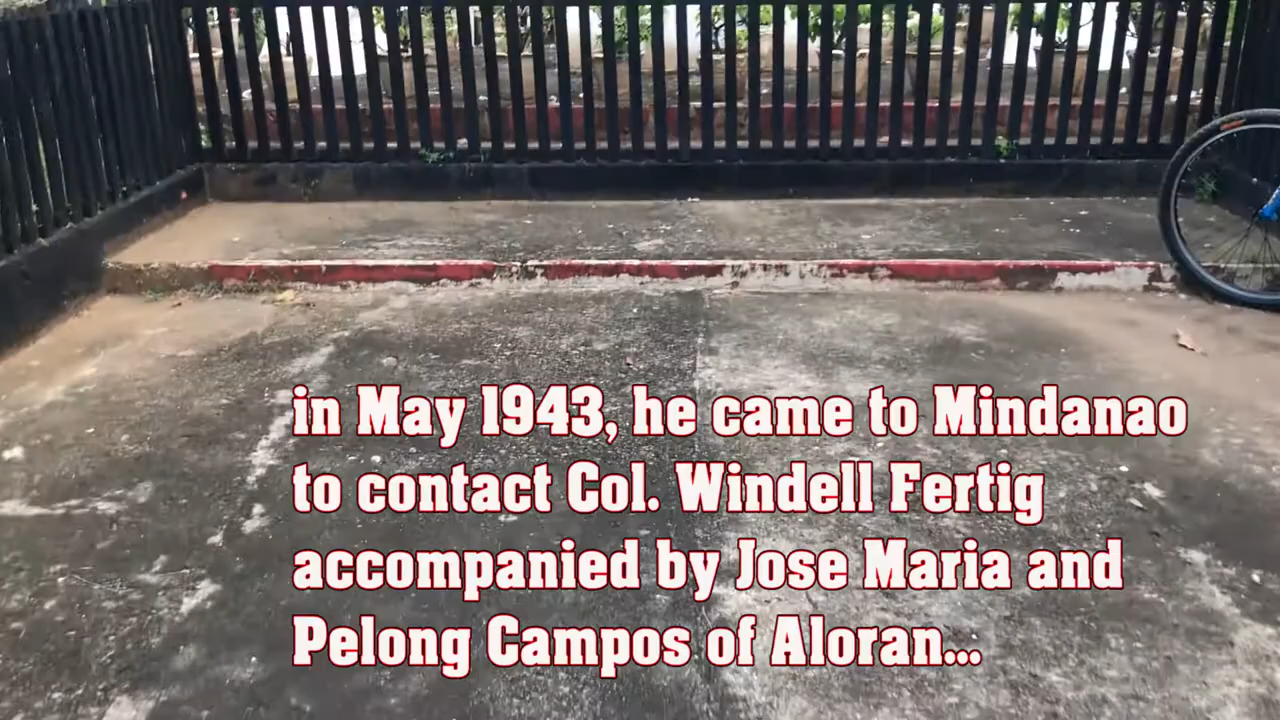 in May 1943, he came to Mindanao
to contact Col. Windell Fertig
accompanied by Jose Maria and
Pelong Campos of Aloran...